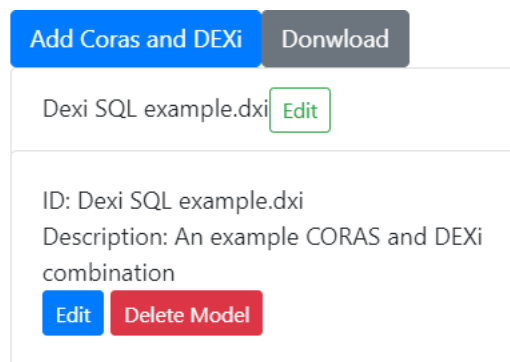 Add Coras and DEXi Donwload
Dexi SQL example.dxi Edit
ID: Dexi SQL example.dxi
Description: An example CORAS and DEXi
combination
Edit Delete Model